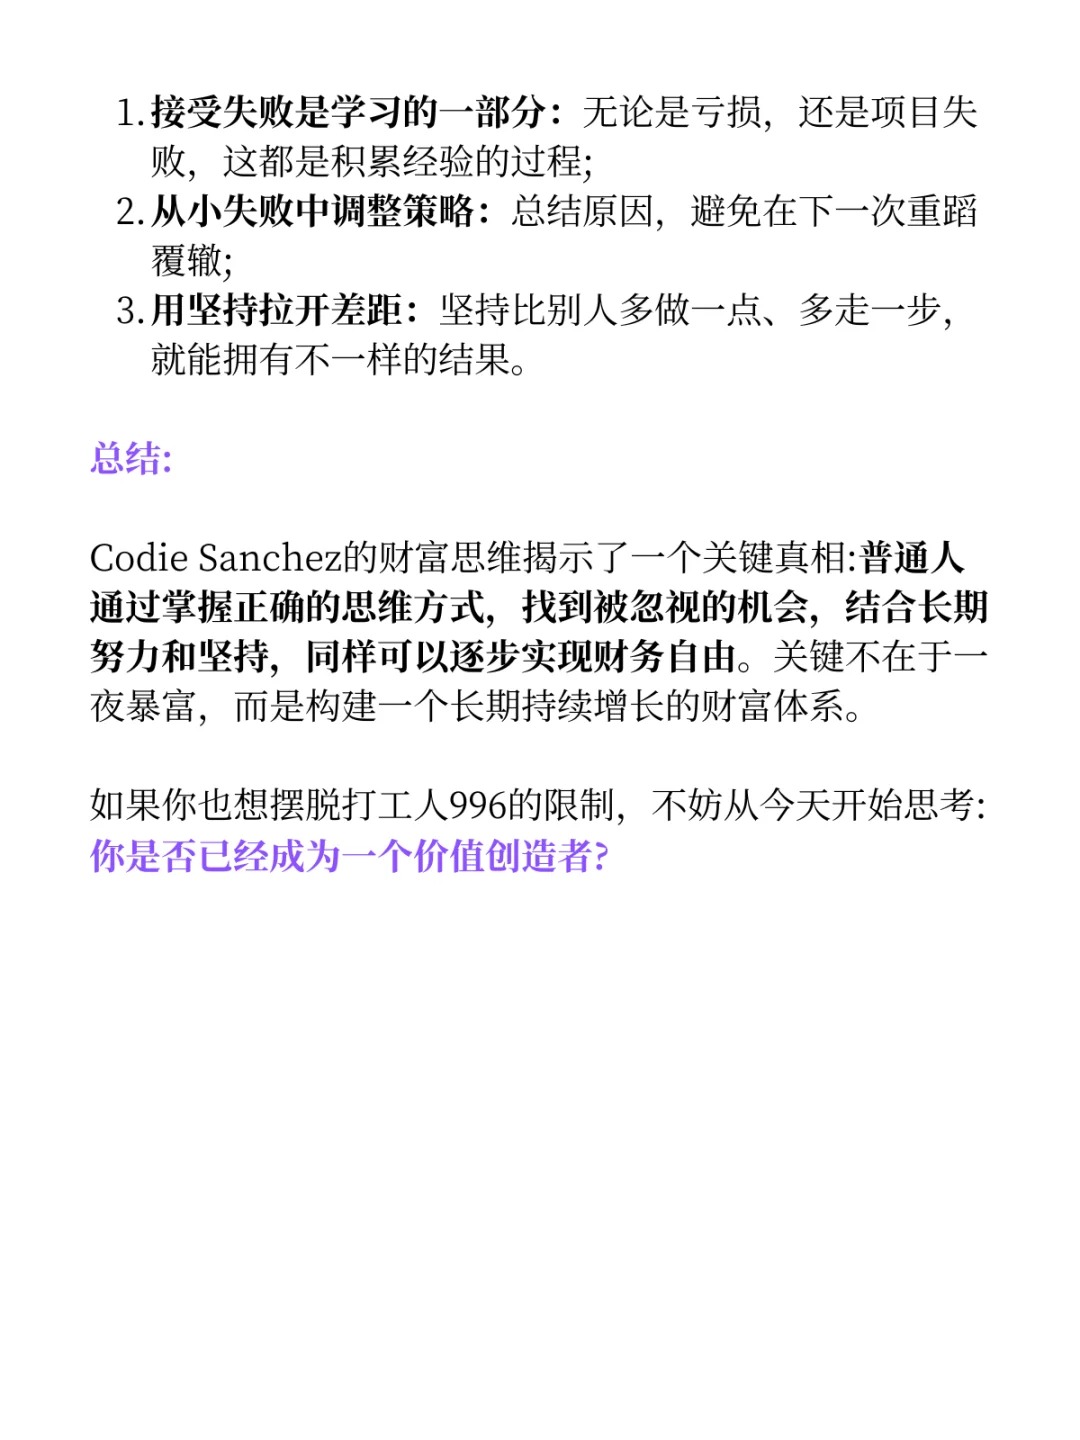 1. 接受失败是学习的一部分：无论是亏损，还是项目失
败，这都是积累经验的过程;
2. 从小失败中调整策略：总结原因，避免在下一次重蹈
覆辙;
3. 用坚持拉开差距：坚持比别人多做一点、多走一步，
就能拥有不一样的结果。
总结:
Codie Sanchez的财富思维揭示了一个关键真相:普通人
通过掌握正确的思维方式，找到被忽视的机会，结合长期
努力和坚持，同样可以逐步实现财务自由。关键不在于一
夜暴富，而是构建一个长期持续增长的财富体系。
如果你也想摆脱打工人996的限制，不妨从今天开始思考:
你是否已经成为一个价值创造者?